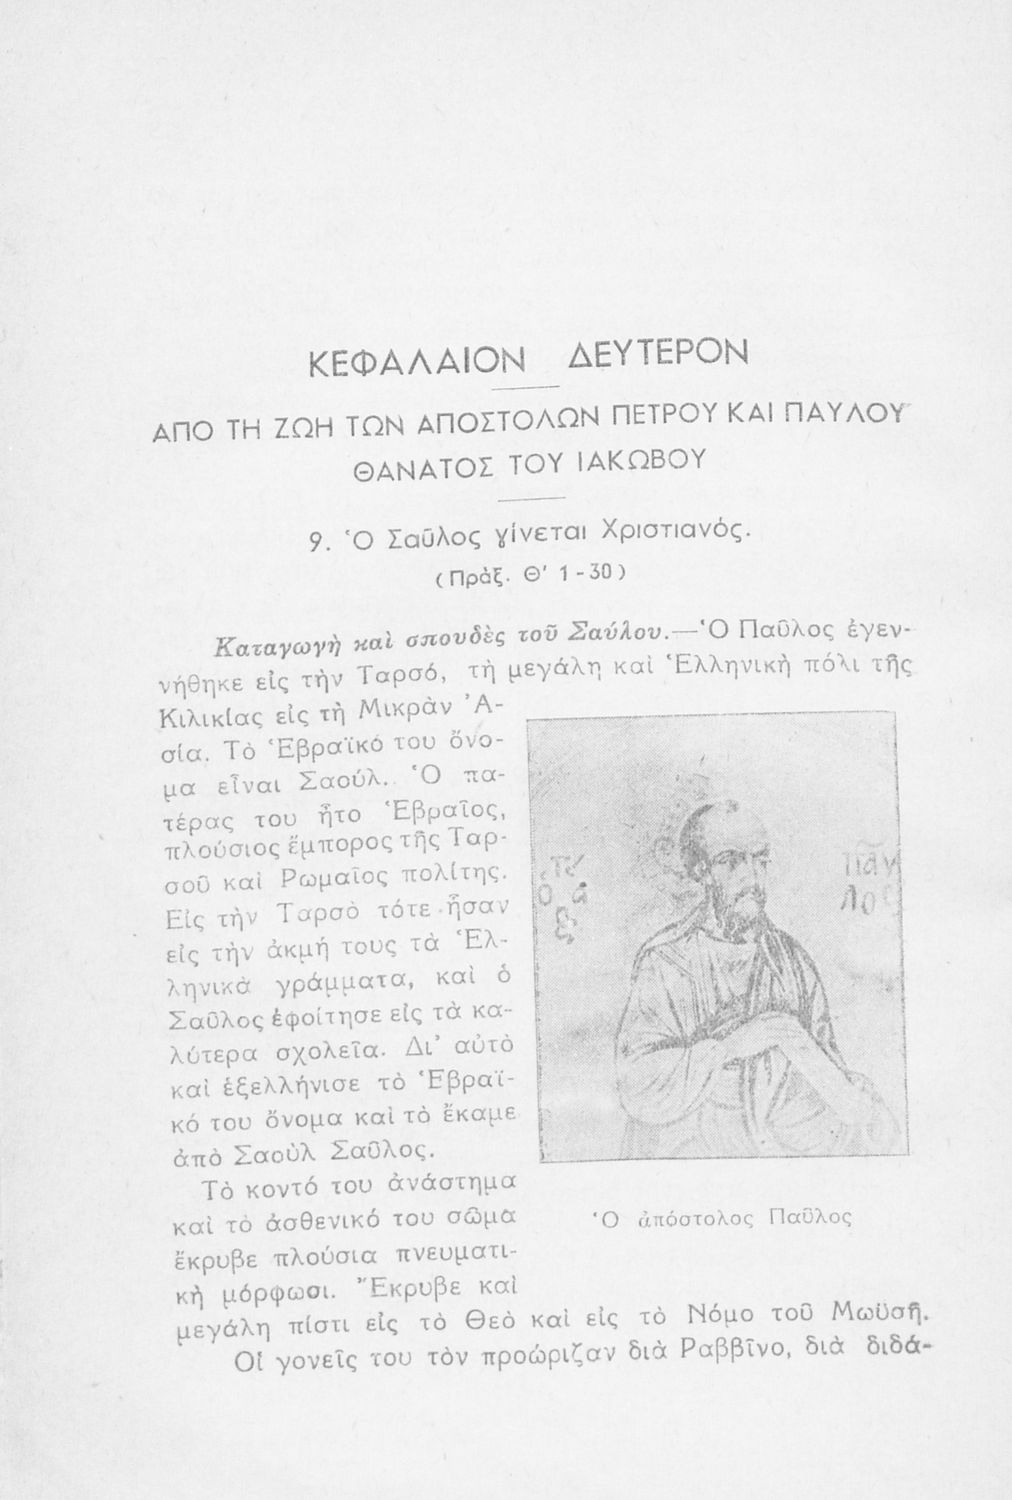 ΚΕΦΑΛΑΙΟΝ ΔΕΥΤΕΡΟΝ
ΑΠΟ ΤΗ ΖΩΗ ΤΩΝ ΑΠΟΣΤΟΛΩΝ ΠΕΤΡΟΥ ΚΑΙ ΠΑΥΛΟΥ
ΘΑΝΑΤΟΣ ΤΟΥ ΙΑΚΩΒΟΥ
9. Ὁ Σαῦλος γίνεται Χριστιανός.
(Πράξ. Θ' 1-30)
Καταγωγὴ καὶ σπουδὲς τοῦ Σαύλου.—Ὁ Παῦλος ἐγεν-
νήθηκε εἰς τὴν Ταρσό, τὴ μεγάλη καὶ Ἑλληνικὴ πόλι τῆς
Κιλικίας εἰς τὴ Μικρὰν Ἀ-
σία. Τὸ Ἑβραϊκό του ὄνο-
μα εἶναι Σαούλ. Ὁ πα-
τέρας του ἦτο Ἑβραῖος,
πλούσιος ἔμπορος τῆς Ταρ-
σοῦ καὶ Ρωμαῖος πολίτης.
Εἰς τὴν Ταρσὸ τότε ἦσαν
εἰς τὴν ἀκμή τους τὰ Ἑλ-
ληνικὰ γράμματα, καὶ ὁ
Σαῦλος ἐφοίτησε εἰς τὰ κα-
λύτερα σχολεῖα. Δι' αὐτὸ
καὶ ἐξελλήνισε τὸ Ἑβραϊ-
κό του ὄνομα καὶ τὸ ἔκαμε
ἀπὸ Σαοὺλ Σαῦλος.
Τὸ κοντό του ἀνάστημα
καὶ τὸ ἀσθενικό του σῶμα
ἔκρυβε πλούσια πνευματι-
κὴ μόρφωσι. Ἔκρυβε καὶ
μεγάλη πίστι εἰς τὸ Θεὸ καὶ εἰς τὸ Νόμο τοῦ Μωϋσῆ.
Οἱ γονεῖς του τὸν προώριζαν διὰ Ραββῖνο, διὰ διδά-
Παῦ
λος
Ὁ ἀπόστολος Παῦλος